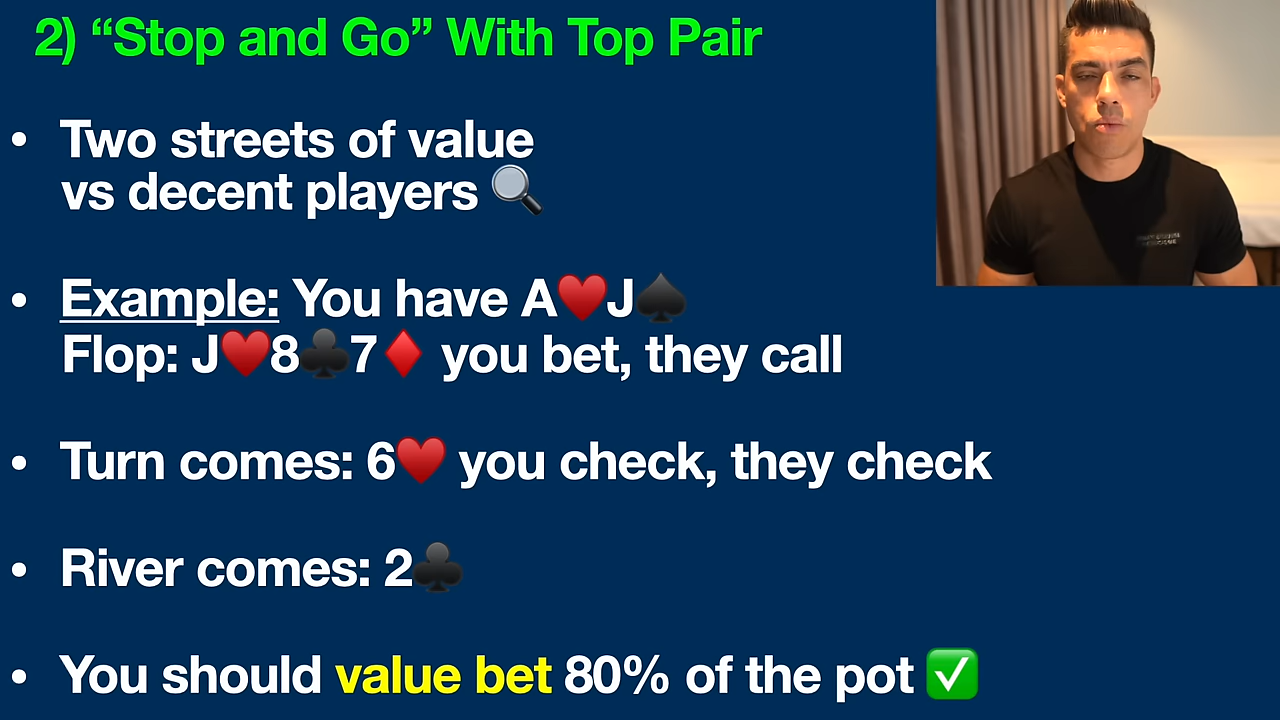 2) “Stop and Go” With Top Pair
• Two streets of value
vs decent players 🔍
• Example: You have A♥️J♠️
Flop: J♥️8♣️7♦️ you bet, they call
• Turn comes: 6♥️ you check, they check
• River comes: 2♣️
• You should value bet 80% of the pot ✅